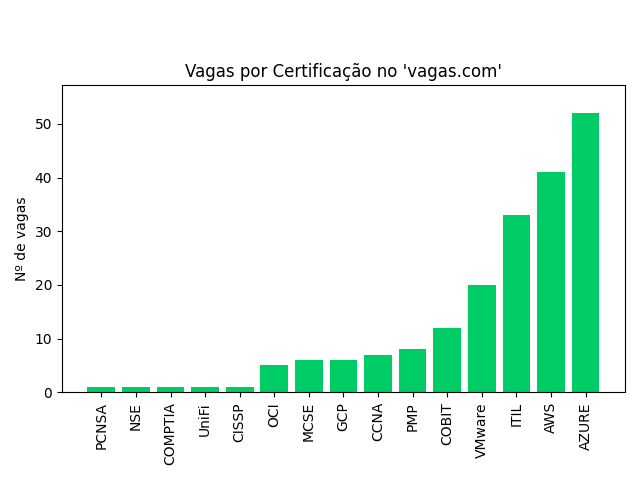 Vagas por Certificação no 'vagas.com'
Nº de vagas
50
40
30
20
10
0
PCNSA
NSE
COMPTIA
UniFi
CISSP
OCI
MCSE
GCP
CCNA
PMP
COBIT
VMware
ITIL
AWS
AZURE